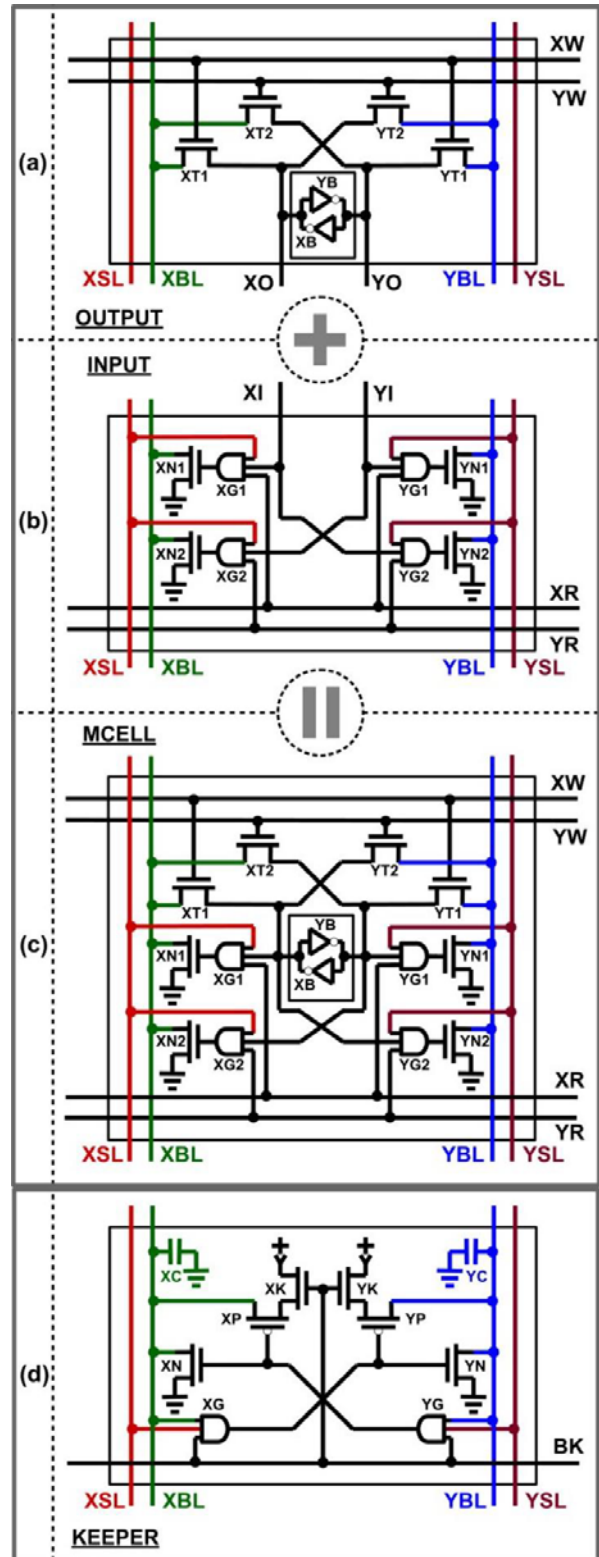 XW
YW
XT2 YT2
(a)
XT1 YB YT1
XB
XSL XBL XO YO YBL YSL
OUTPUT
+
INPUT
XI YI
XN1 XG1 YG1 YN1
(b)
XN2 XG2 YG2 YN2
XR
YR
XSL XBL YBL YSL
MCELL
XW
YW
XT2 YT2
XT1 YT1
(c)
YB
XN1 XG1 XB YG1 YN1
XN2 XG2 YG2 YN2
XR
YR
XSL XBL YBL YSL
+ +
XC XK YK YC
XP YP
(d)
XN YN
XG YG
BK
XSL XBL YBL YSL
KEEPER